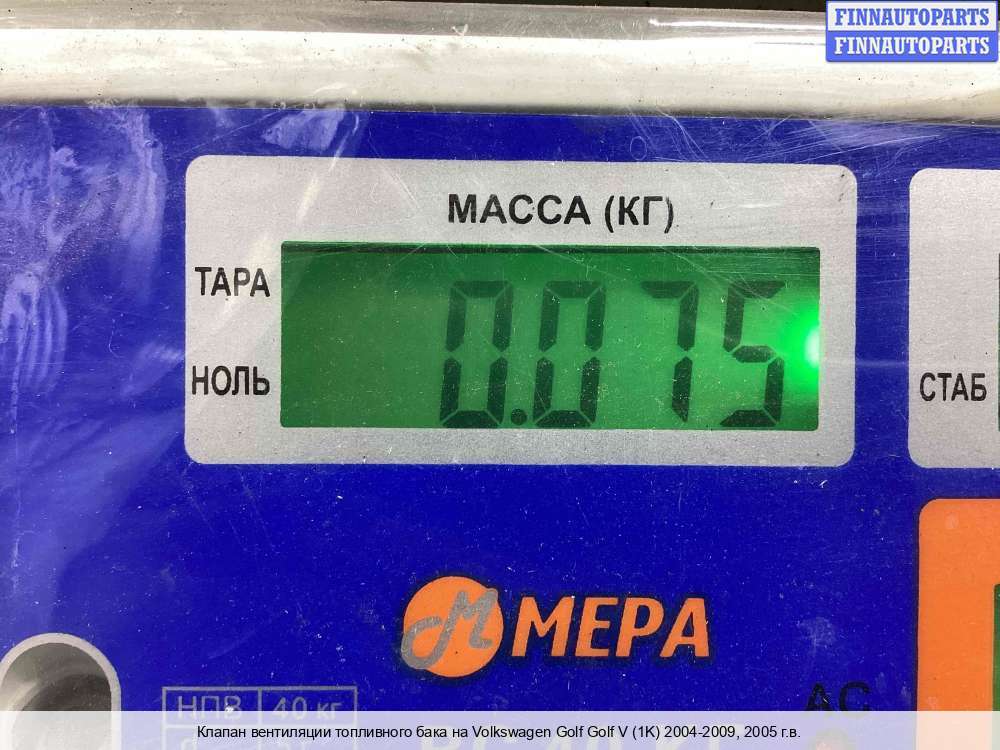 FINNAUTOPARTS
FINNAUTOPARTS
МАССА (КГ)
ТАРА
0.075
НОЛЬ
СТАБ
МЕРА
НПВ 40 кг
AC
Клапан вентиляции топливного бака на Volkswagen Golf Golf V (1K) 2004-2009, 2005 г.в.